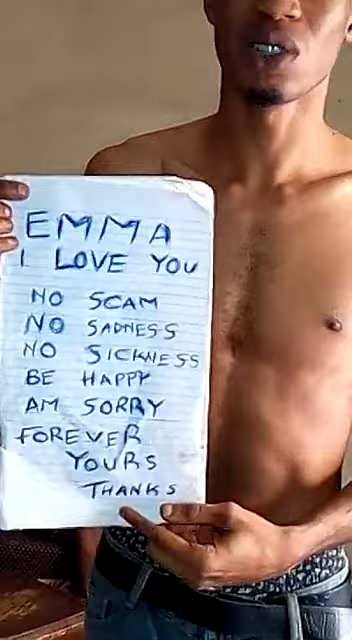 EMMA
I LOVE YOU
NO SCAM
NO SADNESS
NO SICKNESS
BE HAPPY
AM SORRY
FOREVER
YOURS
THANKS